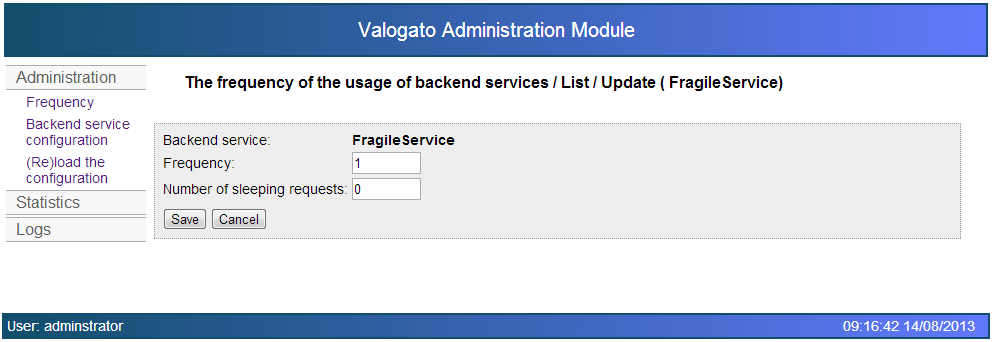 Valogato Administration Module
Administration
Frequency
Backend service
configuration
(Re)load the
configuration
Statistics
Logs
The frequency of the usage of backend services / List / Update ( FragileService)
Backend service: FragileService
Frequency: 1
Number of sleeping requests: 0
Save Cancel
User: adminstrator 09:16:42 14/08/2013